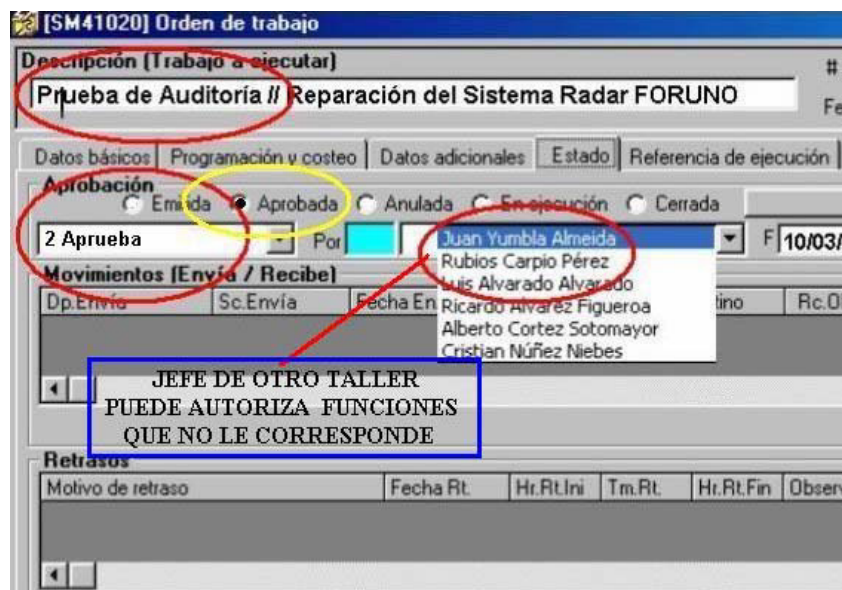 [SM41020] Orden de trabajo
Descripción (Trabajo a ejecutar)
#
Prueba de Auditoría // Reparación del Sistema Radar FORUNO
Fe
Datos básicos Programación y costeo Datos adicionales Estado Referencia de ejecución
Aprobación
Emitida Aprobada Anulada En ejecución Cerrada
2 Aprueba Por Juan Yumbla Almeida F 10/03/
Rubios Carpio Pérez
Movimientos (Envía / Recibe)
Luis Alvarado Alvarado
Dp.Envía Sc.Envía Fecha En tino Rc.O
Ricardo Alvarez Figueroa
Alberto Cortez Sotomayor
Cristian Núñez Niebes
JEFE DE OTRO TALLER
PUEDE AUTORIZA FUNCIONES
QUE NO LE CORRESPONDE
Retrasos
Motivo de retraso Fecha Rt. Hr.Rt.Ini Tm.Rt. Hr.Rt.Fin Observ